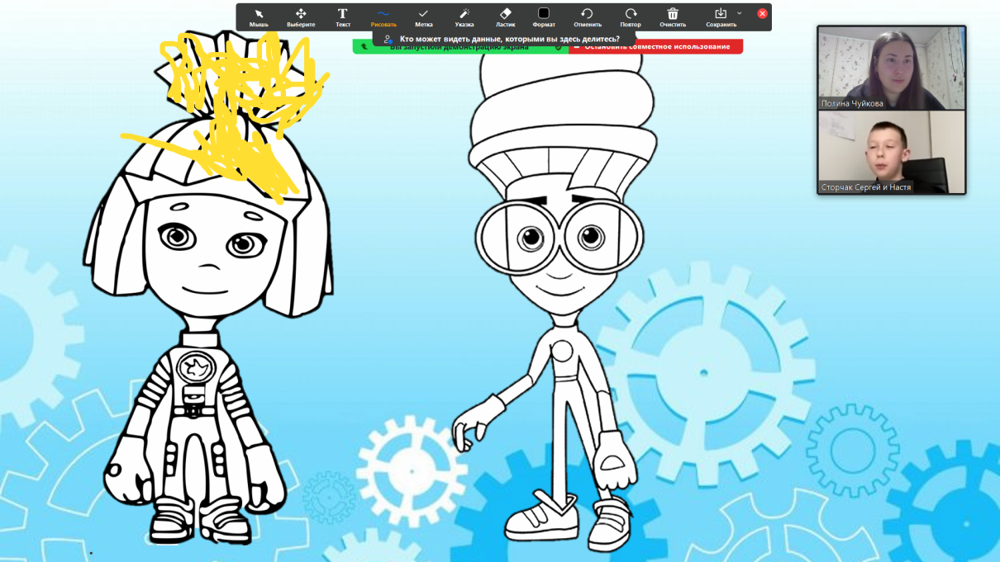 Мышь Выберите Текст Рисовать Метка Указка Ластик Формат Отменить Повтор Очистить Сохранить
Кто может видеть данные, которыми вы здесь делитесь?
Вы запустили демонстрацию экрана Остановить совместное использование
Полина Чуйкова
Сторчак Сергей и Настя